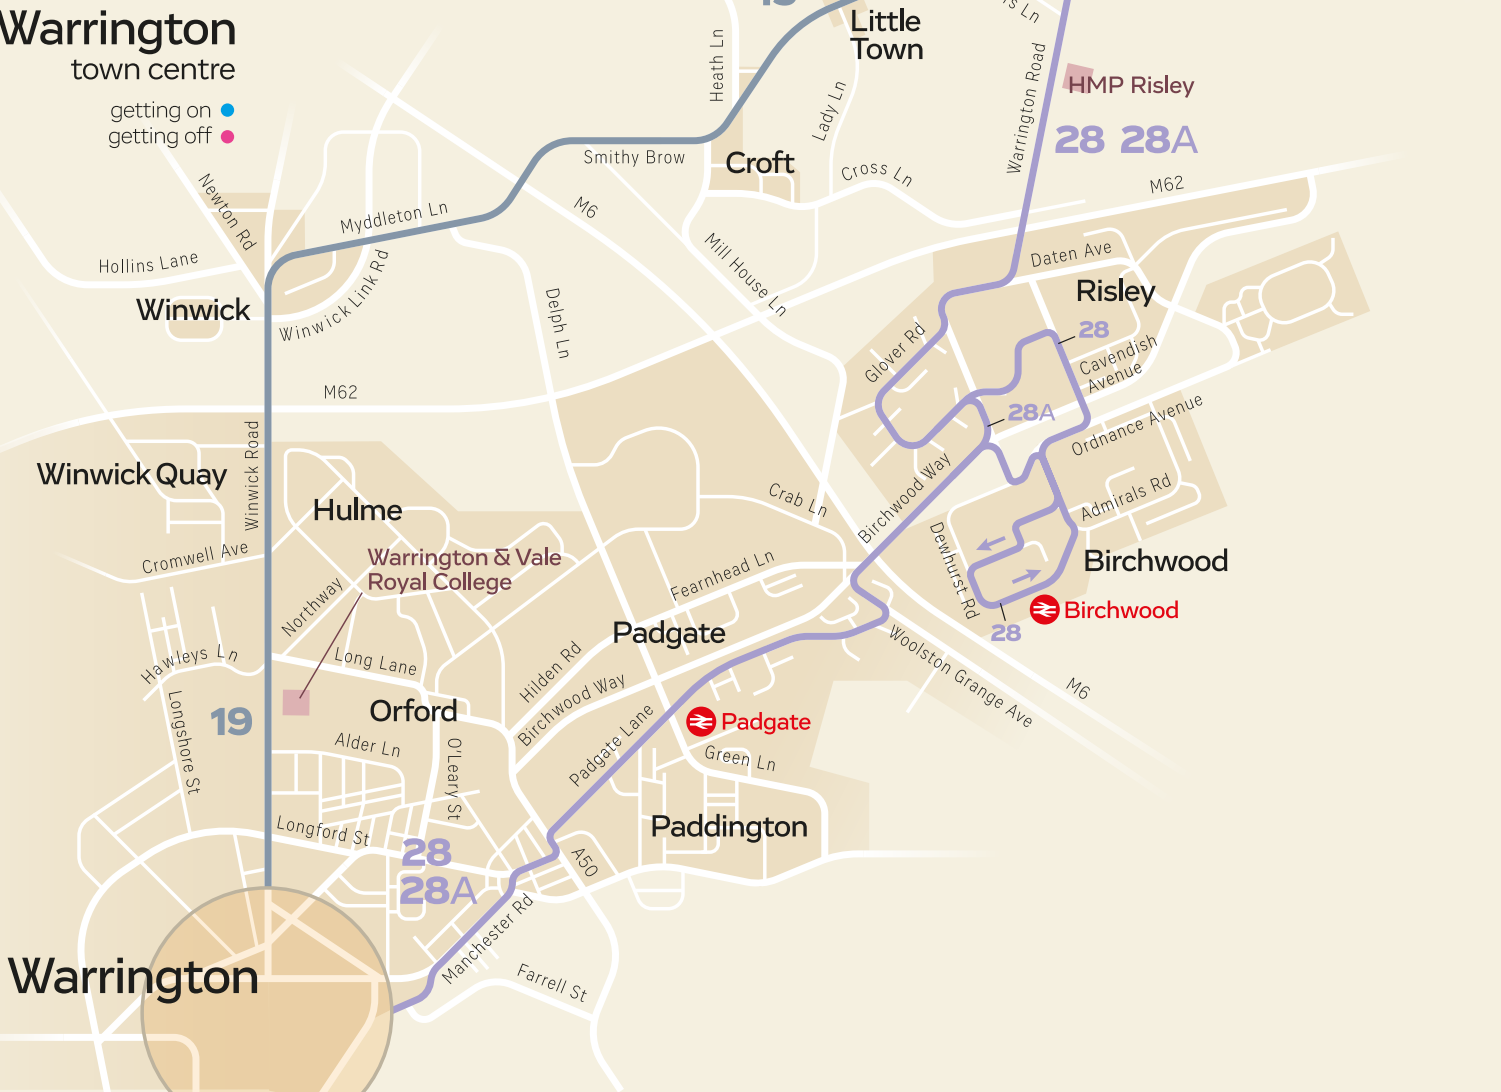 Warrington
town centre
getting on
getting off
Little
Town
Heath Ln
Lady Ln
Warrington Road
HMP Risley
28 28A
Smithy Brow
Croft
Cross Ln
M62
Newton Rd
Myddleton Ln
M6
Hollins Lane
Winwick
Winwick Link Rd
Delph Ln
Mill House Ln
Daten Ave
Risley
28
Glover Rd
Cavendish
Avenue
M62
28A
Ordnance Avenue
Winwick Quay
Winwick Road
Hulme
Crab Ln
Birchwood Way
Admirals Rd
Cromwell Ave
Warrington & Vale
Royal College
Northway
Fearnhead Ln
Dewhurst Rd
Birchwood
Birchwood
28
Padgate
Woolston Grange Ave
M6
Hawleys Ln
Long Lane
Hilden Rd
Birchwood Way
Longshore St
19
Orford
Padgate Lane
Padgate
Alder Ln
O'Leary St
Green Ln
Paddington
Longford St
28
28A
A50
Manchester Rd
Farrell St
Warrington